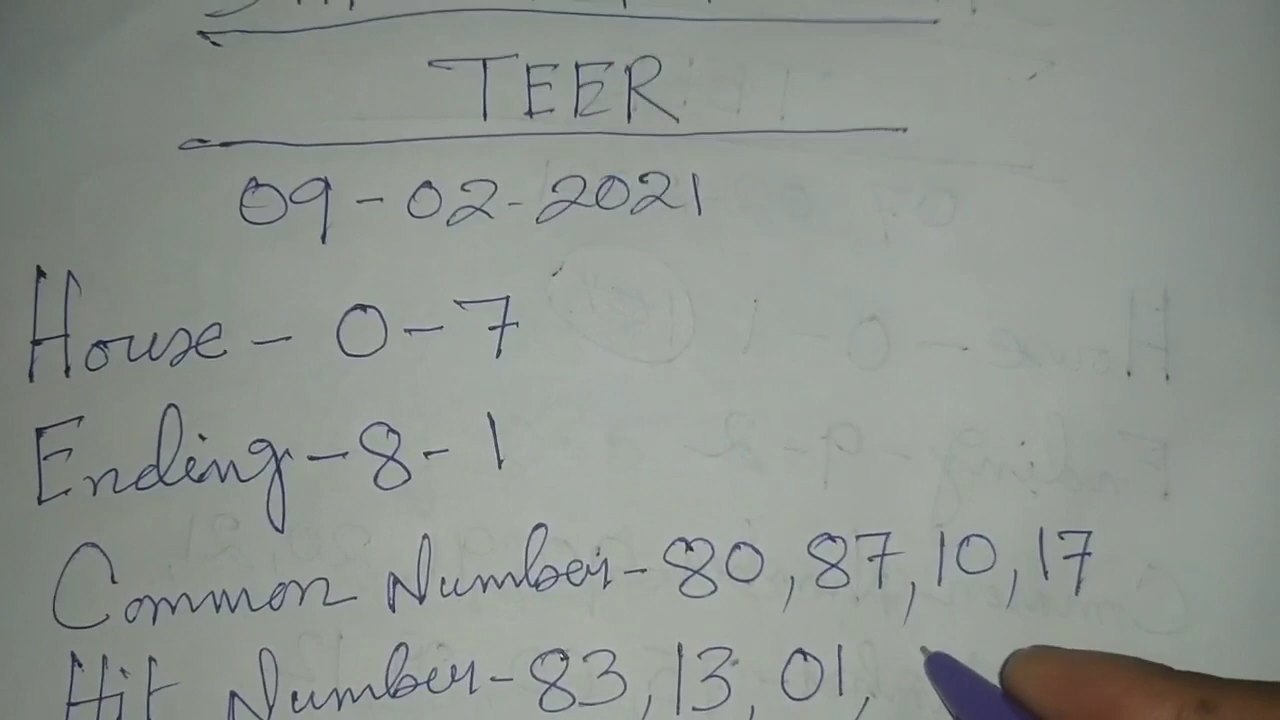 TEER
09-02-2021
House - 0-7
Ending - 8-1
Common Number - 80, 87, 10, 17
Hit Number - 83, 13, 01,